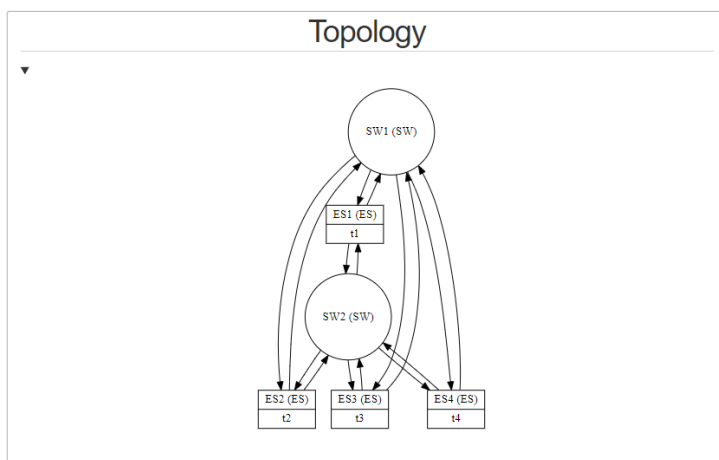 Topology
SW1 (SW)
ES1 (ES)
t1
SW2 (SW)
ES2 (ES)
t2
ES3 (ES)
t3
ES4 (ES)
t4